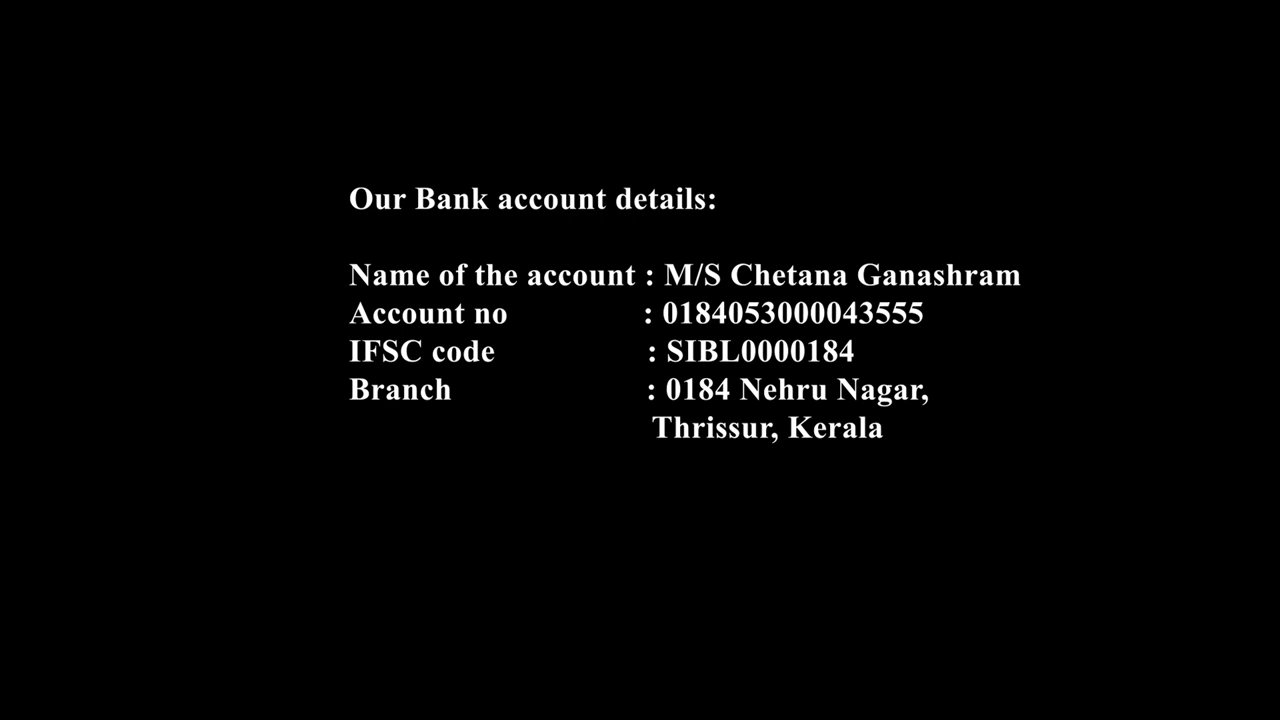 Our Bank account details:
Name of the account : M/S Chetana Ganashram
Account no : 0184053000043555
IFSC code : SIBL0000184
Branch : 0184 Nehru Nagar,
Thrissur, Kerala